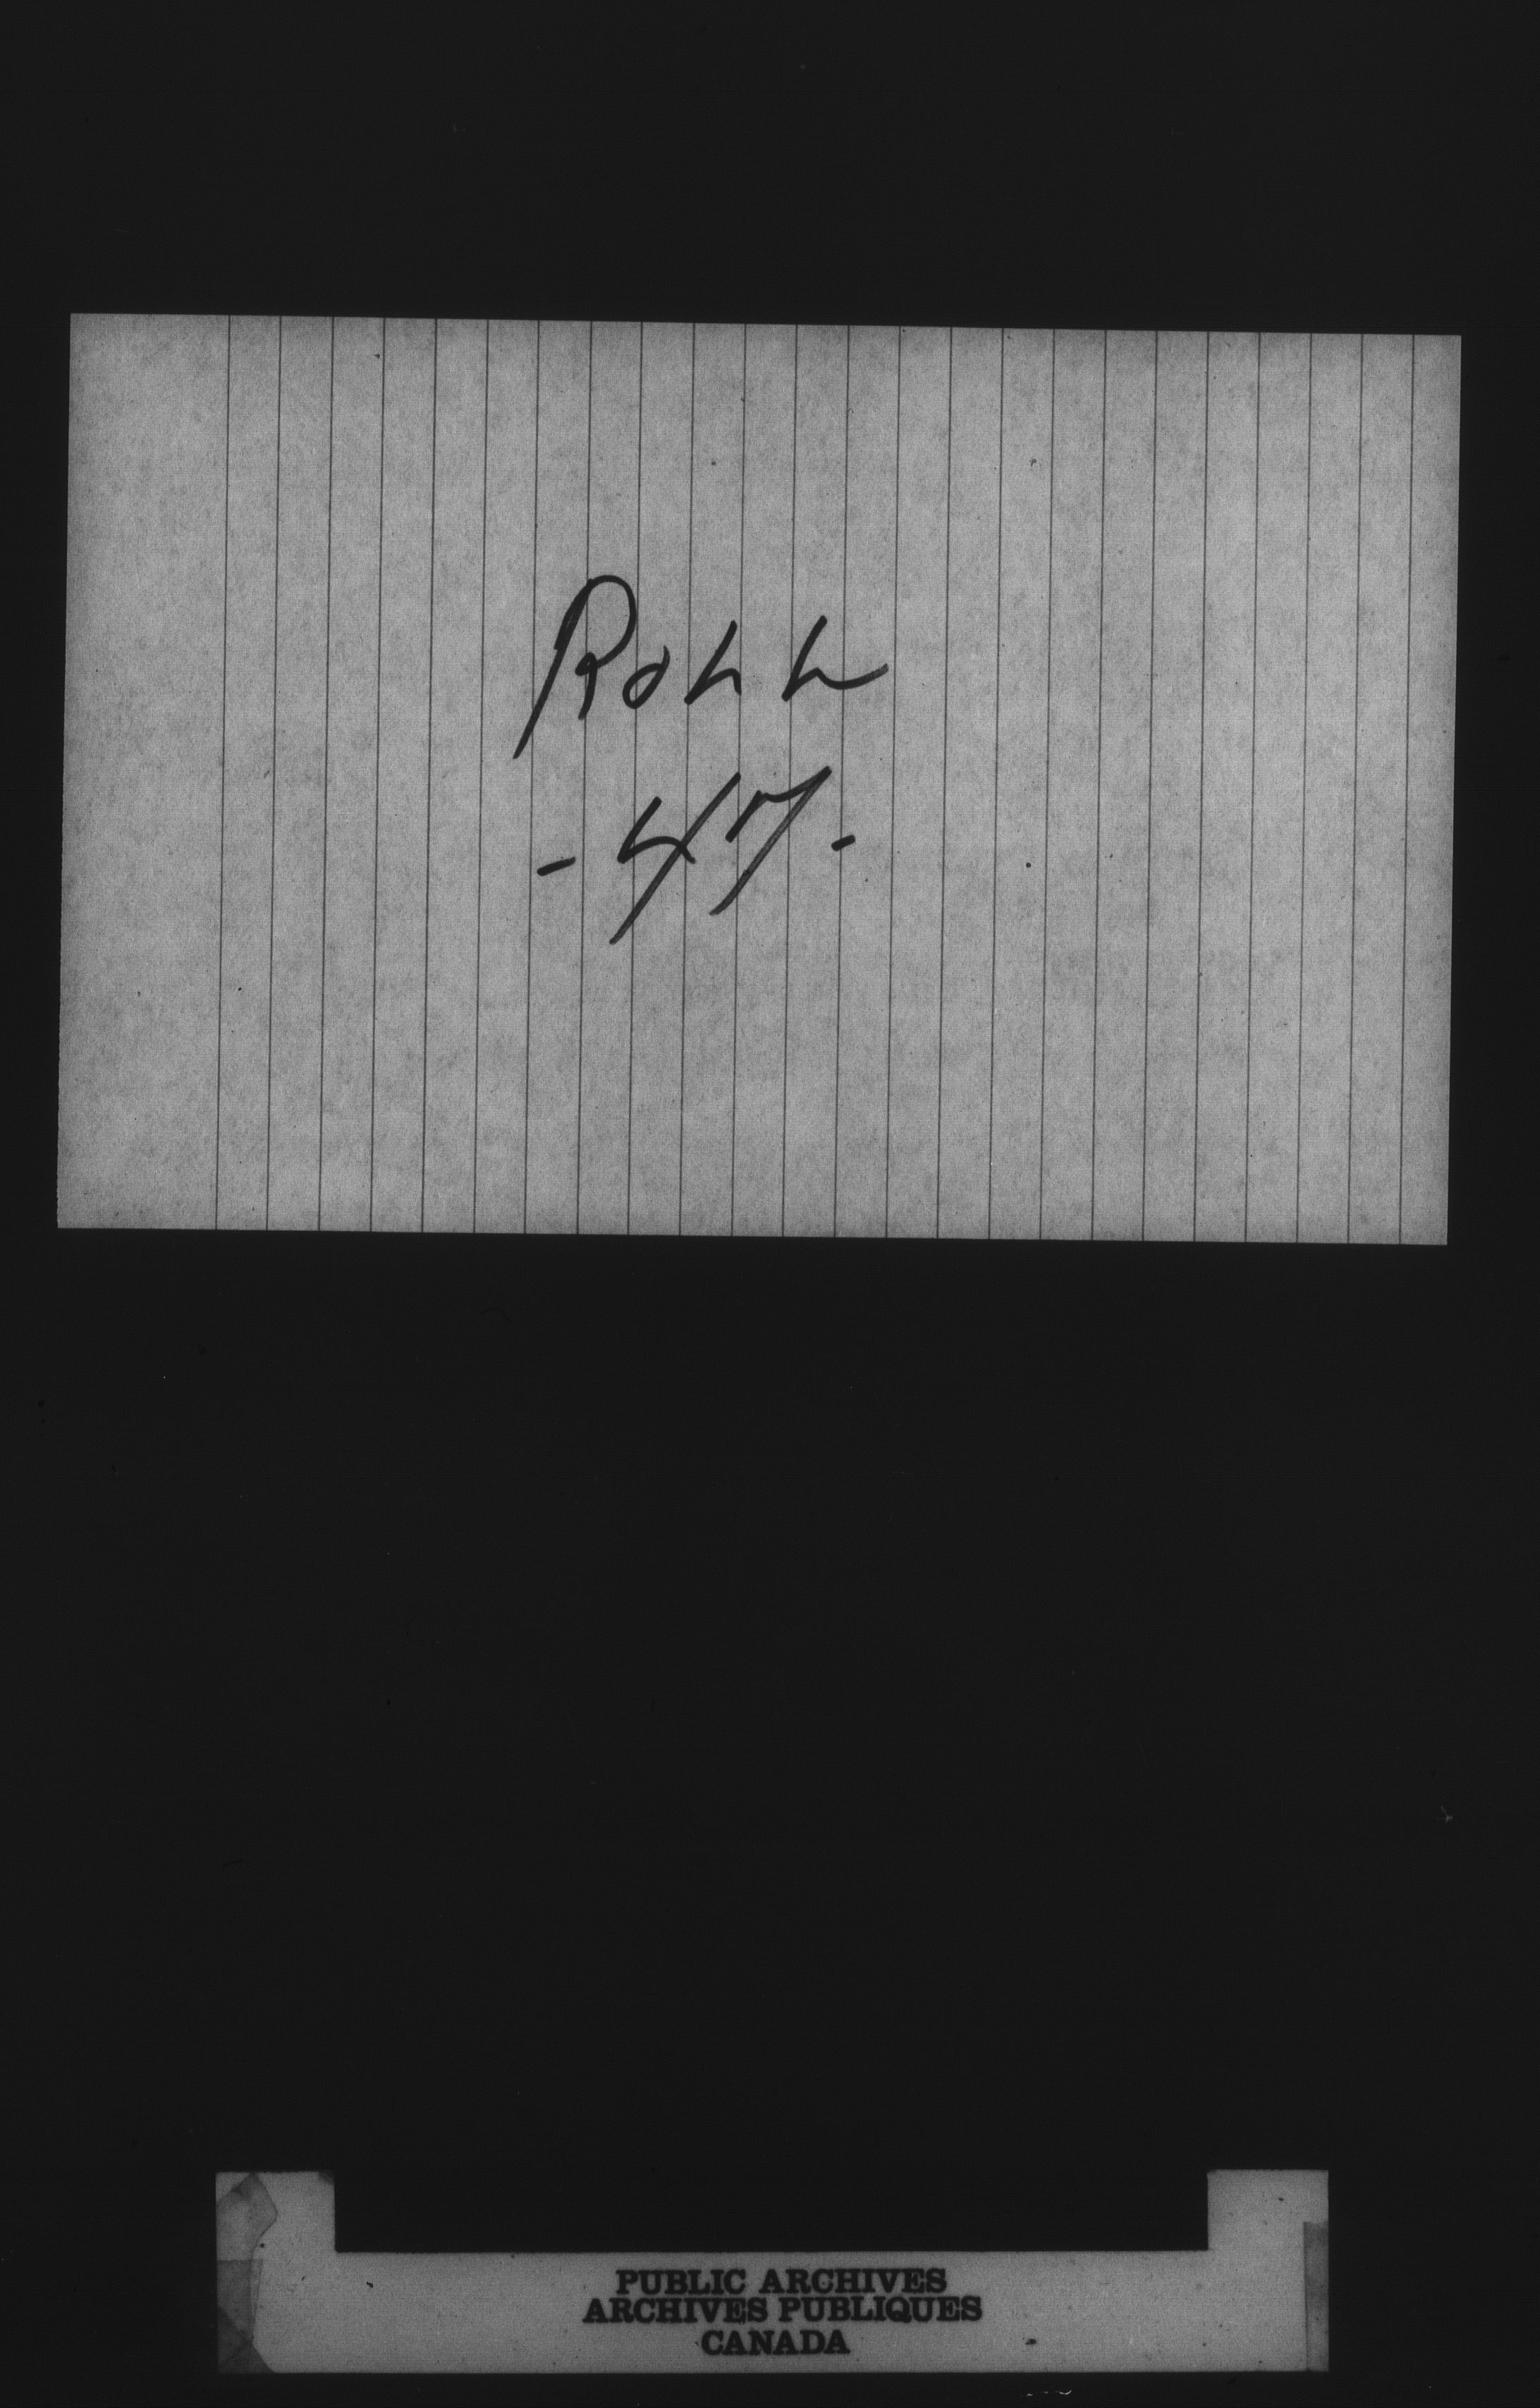 ROLL
- 47 -
PUBLIC ARCHIVES
ARCHIVES PUBLIQUES
CANADA